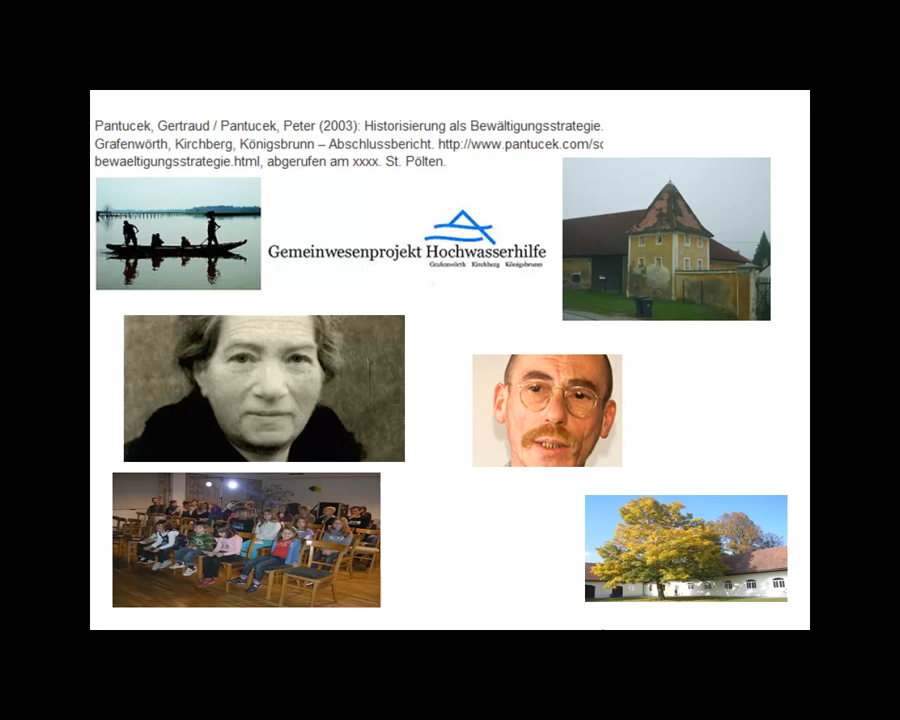 Pantucek, Gertraud / Pantucek, Peter (2003): Historisierung als Bewältigungsstrategie.
Grafenwörth, Kirchberg, Königsbrunn – Abschlussbericht. http://www.pantucek.com/so
bewaeltigungsstrategie.html, abgerufen am xxxx. St. Pölten.
Gemeinwesenprojekt Hochwasserhilfe
Grafenwörth Kirchberg Königsbrunn